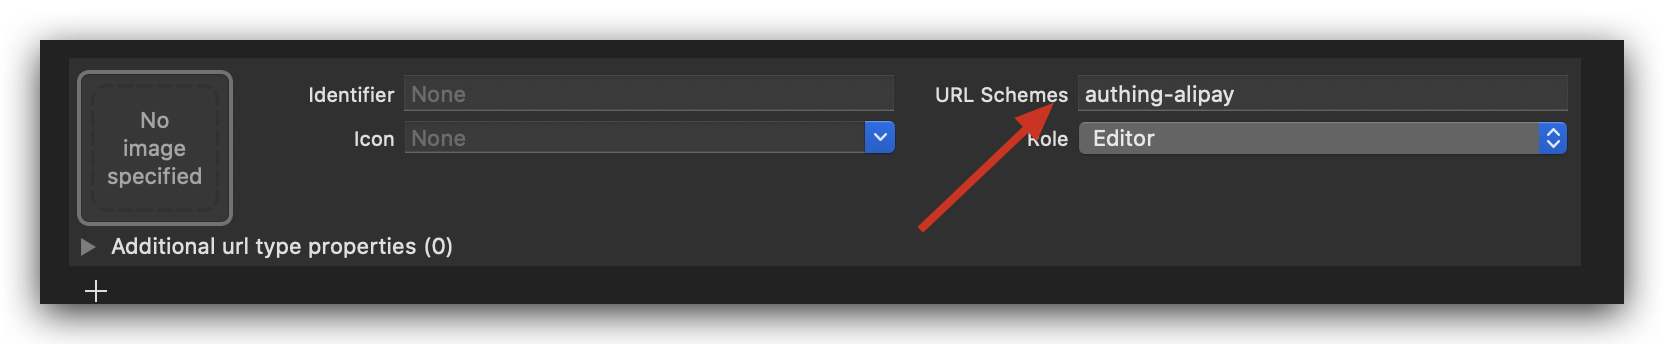 No
image
specified
Identifier None
Icon None
URL Schemes authing-alipay
Role Editor
Additional url type properties (0)